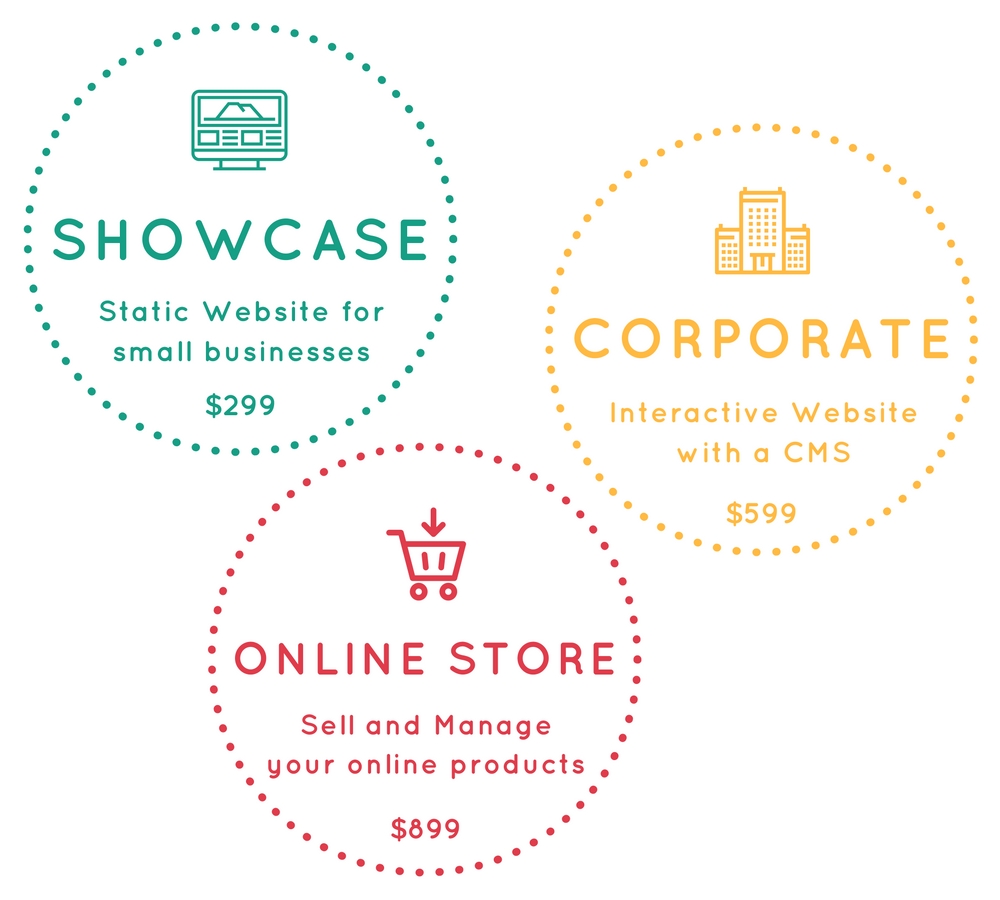 SHOWCASE
Static Website for
small businesses
$299
CORPORATE
Interactive Website
with a CMS
$599
ONLINE STORE
Sell and Manage
your online products
$899